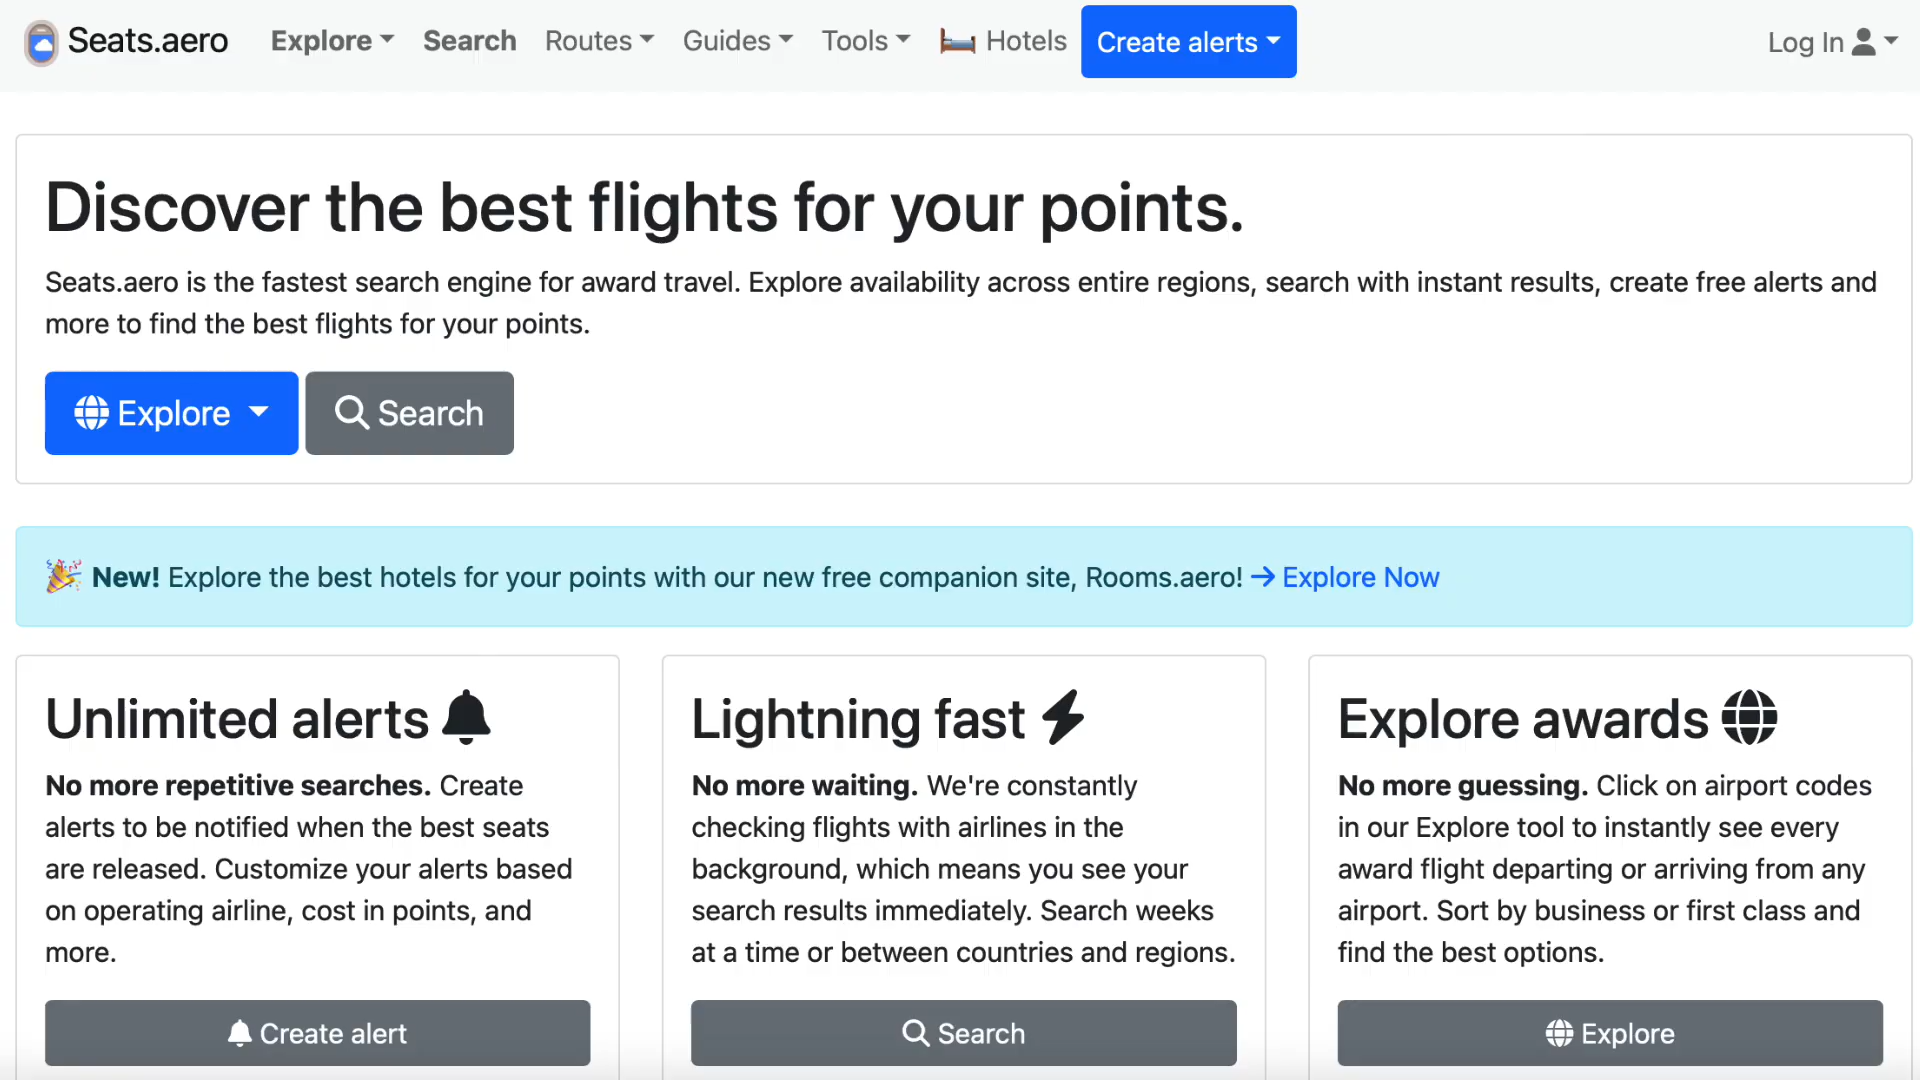 Seats.aero Explore Search Routes Guides Tools Hotels Create alerts Log In
Discover the best flights for your points.
Seats.aero is the fastest search engine for award travel. Explore availability across entire regions, search with instant results, create free alerts and
more to find the best flights for your points.
Explore Search
New! Explore the best hotels for your points with our new free companion site, Rooms.aero! → Explore Now
Unlimited alerts
No more repetitive searches. Create
alerts to be notified when the best seats
are released. Customize your alerts based
on operating airline, cost in points, and
more.
Create alert
Lightning fast
No more waiting. We're constantly
checking flights with airlines in the
background, which means you see your
search results immediately. Search weeks
at a time or between countries and regions.
Search
Explore awards
No more guessing. Click on airport codes
in our Explore tool to instantly see every
award flight departing or arriving from any
airport. Sort by business or first class and
find the best options.
Explore